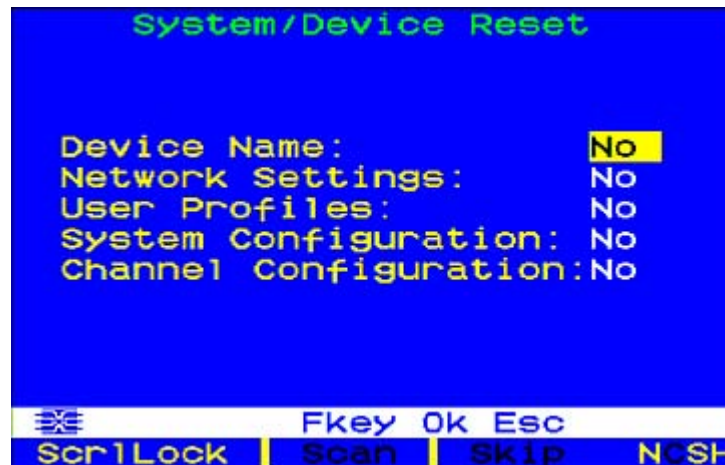 System/Device Reset
Device Name: No
Network Settings: No
User Profiles: No
System Configuration: No
Channel Configuration:No
Fkey Ok Esc
ScrlLock Scan Skip NCSH